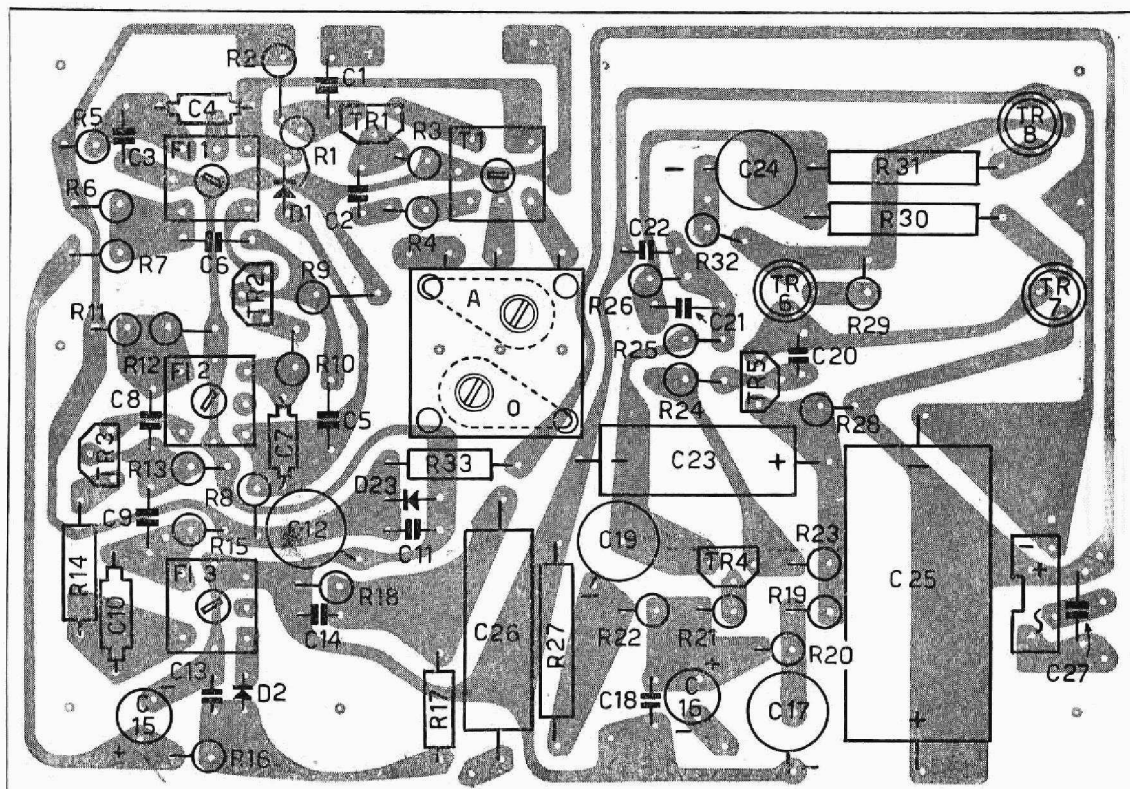 R2
C1
C4
TR1
R3
T1
R5
C3
FI1
R1
TR
8
C24
-
R31
R6
D1
C2
R30
R4
C22
R7
C6
R32
TR2
R9
A
R26
TR
6
TR
7
C21
R29
R11
R12
R10
R25
C20
FI2
O
TR5
C8
R24
C5
R28
TR3
C7
R13
R33
- C23 +
-
R8
D23
C9
C12
C11
C19
R23
R15
TR4
-
+
R14
C10
FI3
R18
-
C25
R19
~
C14
C26
R27
R22
R21
R20
C27
C13
D2
R17
C18
+
C
16
-
C17
-
C
15
+
+
R16
-